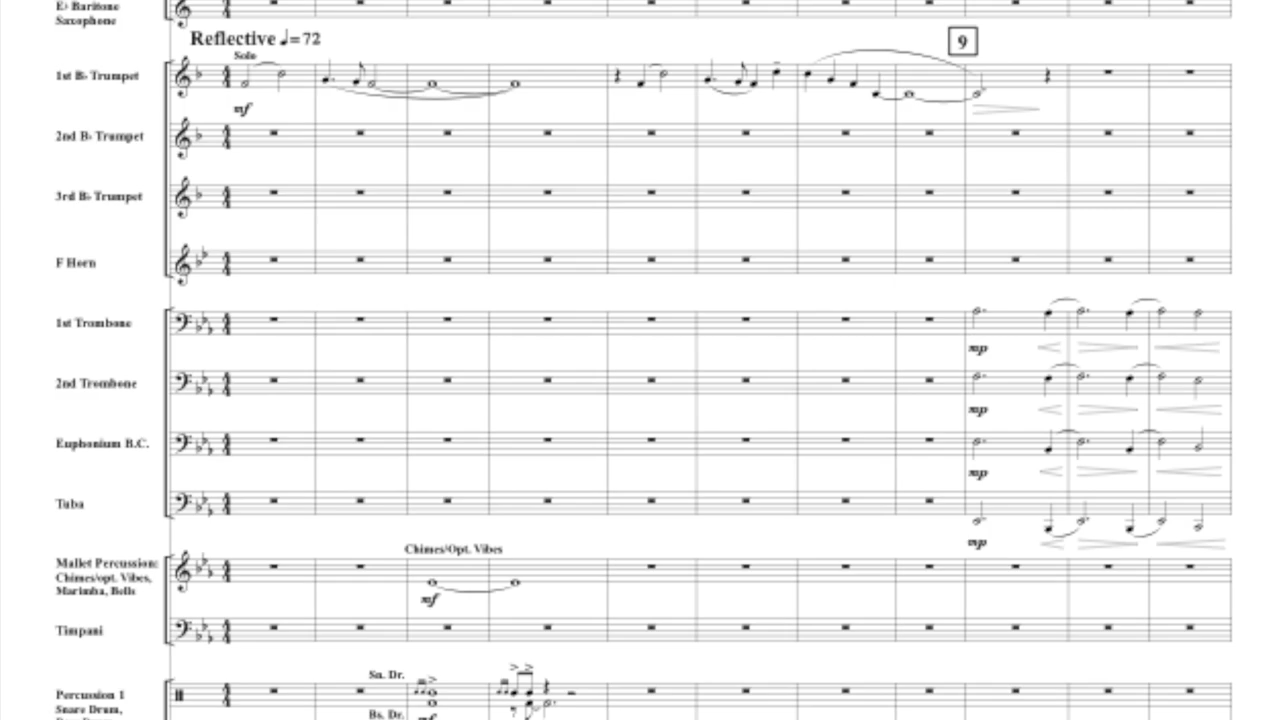 E♭ Baritone
Saxophone
Reflective ♩=72
9
Solo
1st B♭ Trumpet
mf
2nd B♭ Trumpet
3rd B♭ Trumpet
F Horn
1st Trombone
mp
2nd Trombone
mp
Euphonium B.C.
mp
Tuba
mp
Chimes/Opt. Vibes
Mallet Percussion:
Chimes/opt. Vibes,
Marimba, Bells
mf
Timpani
Sn. Dr.
Percussion 1
Snare Drum,
Bs. Dr.
mf